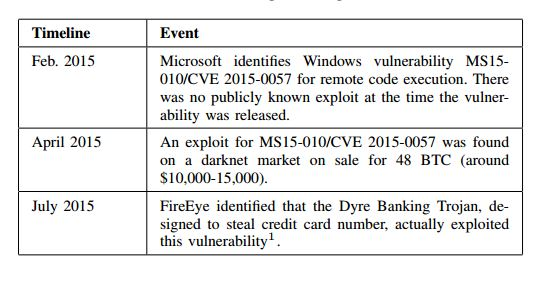 Timeline Event
Feb. 2015 Microsoft identifies Windows vulnerability MS15-
010/CVE 2015-0057 for remote code execution. There
was no publicly known exploit at the time the vulner-
ability was released.
April 2015 An exploit for MS15-010/CVE 2015-0057 was found
on a darknet market on sale for 48 BTC (around
$10,000-15,000).
July 2015 FireEye identified that the Dyre Banking Trojan, de-
signed to steal credit card number, actually exploited
this vulnerability1.